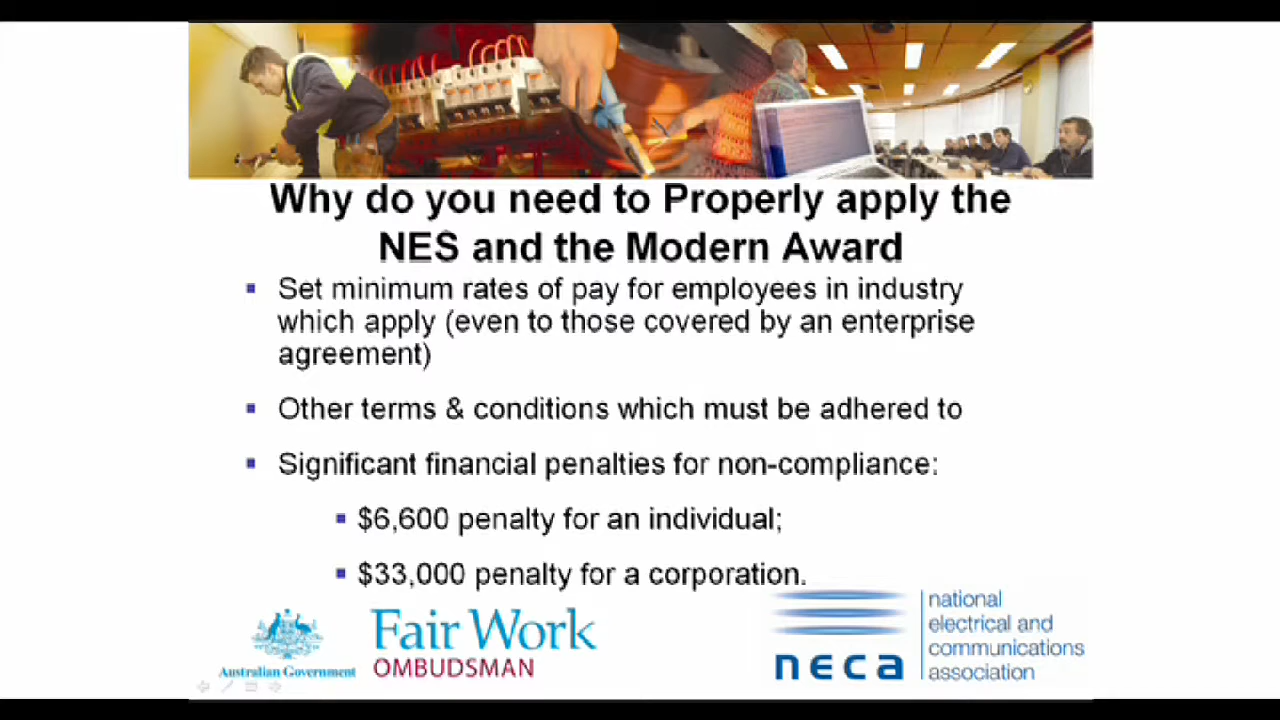 Why do you need to Properly apply the
NES and the Modern Award
▪ Set minimum rates of pay for employees in industry
which apply (even to those covered by an enterprise
agreement)
▪ Other terms & conditions which must be adhered to
▪ Significant financial penalties for non-compliance:
▪ $6,600 penalty for an individual;
▪ $33,000 penalty for a corporation.
Australian Government
Fair Work
OMBUDSMAN
neca
national
electrical and
communications
association